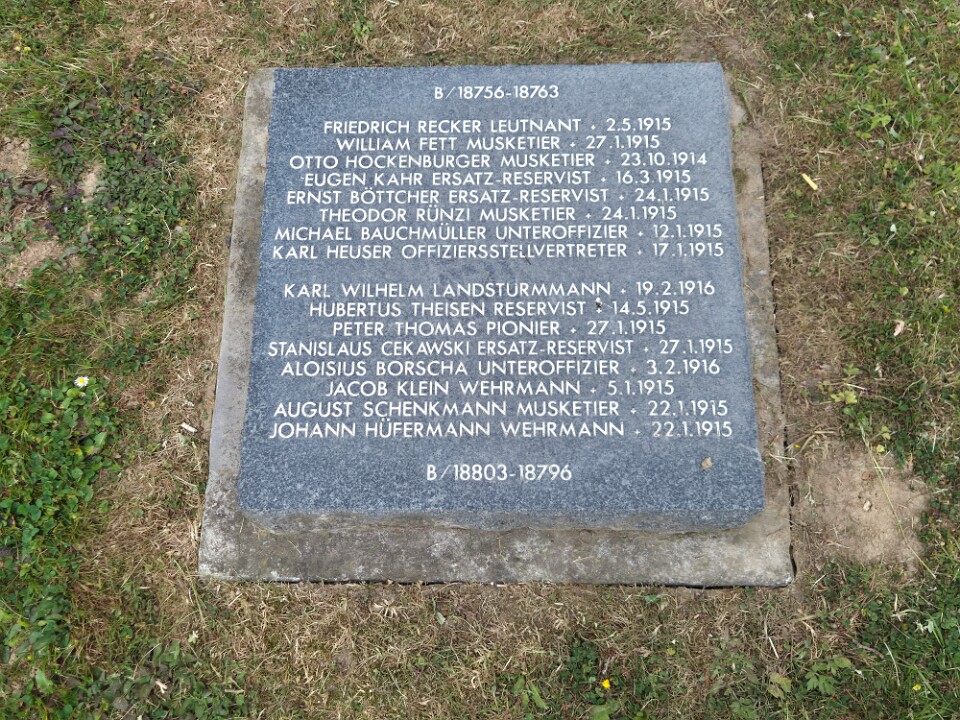 B/18756-18763
FRIEDRICH RECKER LEUTNANT + 2.5.1915
WILLIAM FETT MUSKETIER + 27.1.1915
OTTO HOCKENBURGER MUSKETIER + 23.10.1914
EUGEN KAHR ERSATZ-RESERVIST + 16.3.1915
ERNST BÖTTCHER ERSATZ-RESERVIST + 24.1.1915
THEODOR RÜNZI MUSKETIER + 24.1.1915
MICHAEL BAUCHMÜLLER UNTEROFFIZIER + 12.1.1915
KARL HEUSER OFFIZIERSSTELLVERTRETER + 17.1.1915
KARL WILHELM LANDSTURMMANN + 19.2.1916
HUBERTUS THEISEN RESERVIST + 14.5.1915
PETER THOMAS PIONIER + 27.1.1915
STANISLAUS CEKAWSKI ERSATZ-RESERVIST + 27.1.1915
ALOISIUS BORSCHA UNTEROFFIZIER + 3.2.1916
JACOB KLEIN WEHRMANN + 5.1.1915
AUGUST SCHENKMANN MUSKETIER + 22.1.1915
JOHANN HÜFERMANN WEHRMANN + 22.1.1915
B/18803-18796